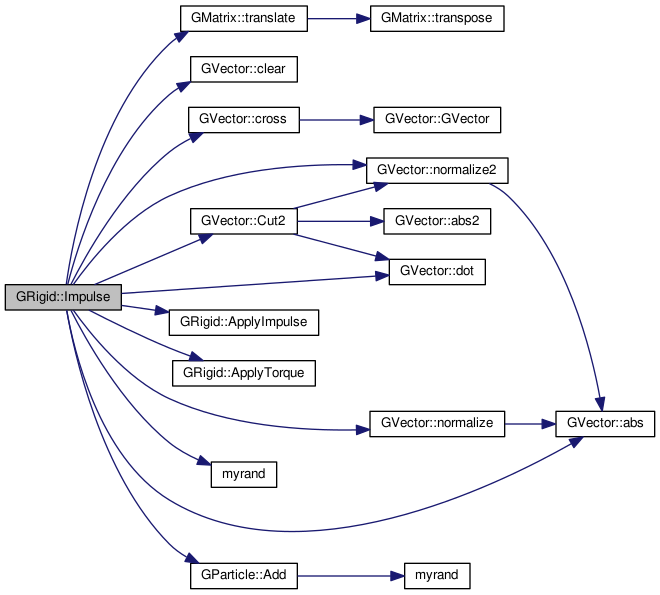 GMatrix::translate
GMatrix::transpose
GVector::clear
GVector::cross
GVector::GVector
GVector::normalize2
GVector::Cut2
GVector::abs2
GVector::dot
GRigid::Impulse
GRigid::ApplyImpulse
GRigid::ApplyTorque
GVector::normalize
GVector::abs
myrand
GParticle::Add
myrand